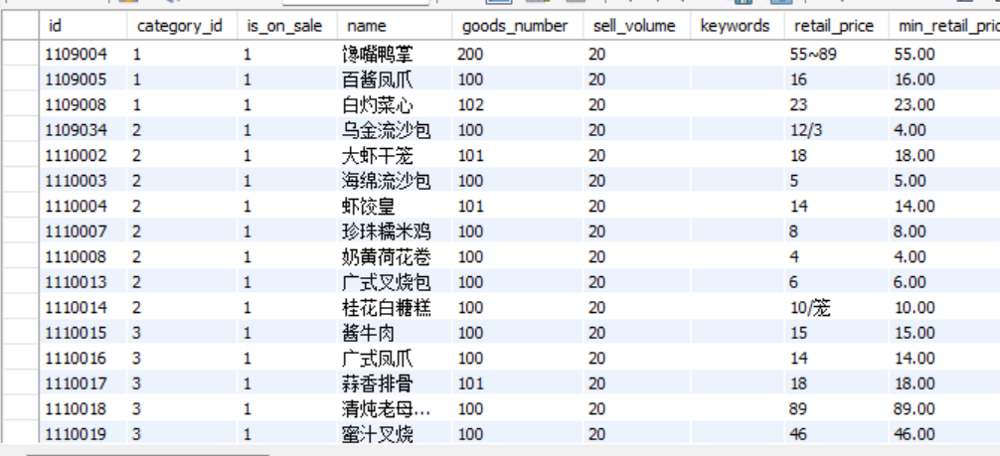 id category_id is_on_sale name goods_number sell_volume keywords retail_price min_retail_pric
1109004 1 1 馋嘴鸭掌 200 20 55~89 55.00
1109005 1 1 百酱凤爪 100 20 16 16.00
1109008 1 1 白灼菜心 102 20 23 23.00
1109034 2 1 乌金流沙包 100 20 12/3 4.00
1110002 2 1 大虾干笼 101 20 18 18.00
1110003 2 1 海绵流沙包 100 20 5 5.00
1110004 2 1 虾饺皇 101 20 14 14.00
1110007 2 1 珍珠糯米鸡 100 20 8 8.00
1110008 2 1 奶黄荷花卷 100 20 4 4.00
1110013 2 1 广式叉烧包 100 20 6 6.00
1110014 2 1 桂花白糖糕 100 20 10/笼 10.00
1110015 3 1 酱牛肉 100 20 15 15.00
1110016 3 1 广式凤爪 100 20 14 14.00
1110017 3 1 蒜香排骨 101 20 18 18.00
1110018 3 1 清炖老母... 100 20 89 89.00
1110019 3 1 蜜汁叉烧 100 20 46 46.00